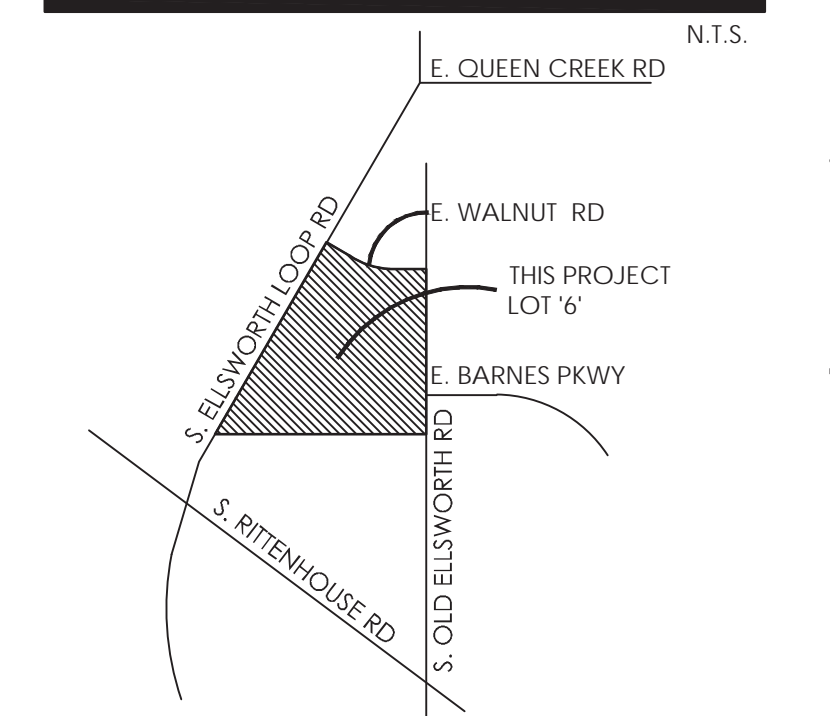 N.T.S.
E. QUEEN CREEK RD
S. ELLSWORTH LOOP RD
E. WALNUT RD
THIS PROJECT
LOT '6'
E. BARNES PKWY
S. OLD ELLSWORTH RD
S. RITTENHOUSE RD